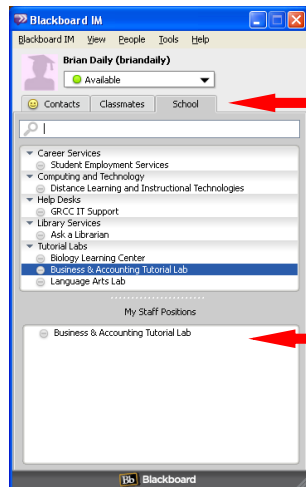 Blackboard IM
Blackboard IM View People Tools Help
Brian Daily (briandaily)
Available
Contacts Classmates School
Career Services
Student Employment Services
Computing and Technology
Distance Learning and Instructional Technologies
Help Desks
GRCC IT Support
Library Services
Ask a Librarian
Tutorial Labs
Biology Learning Center
Business & Accounting Tutorial Lab
Language Arts Lab
My Staff Positions
Business & Accounting Tutorial Lab
Bb Blackboard